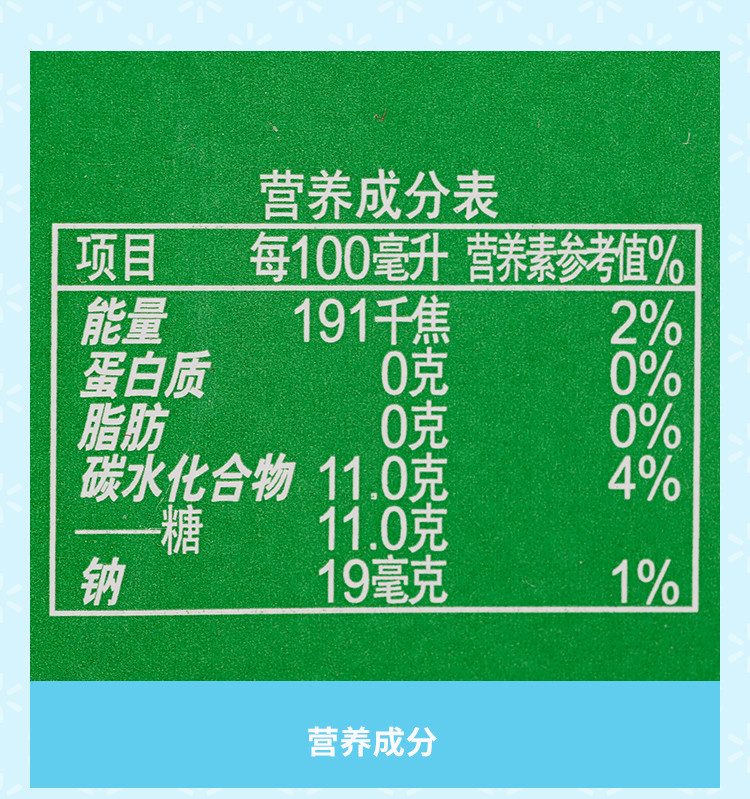 营养成分表
项目 每100毫升 营养素参考值%
能量 191千焦 2%
蛋白质 0克 0%
脂肪 0克 0%
碳水化合物 11.0克 4%
——糖 11.0克
钠 19毫克 1%
营养成分